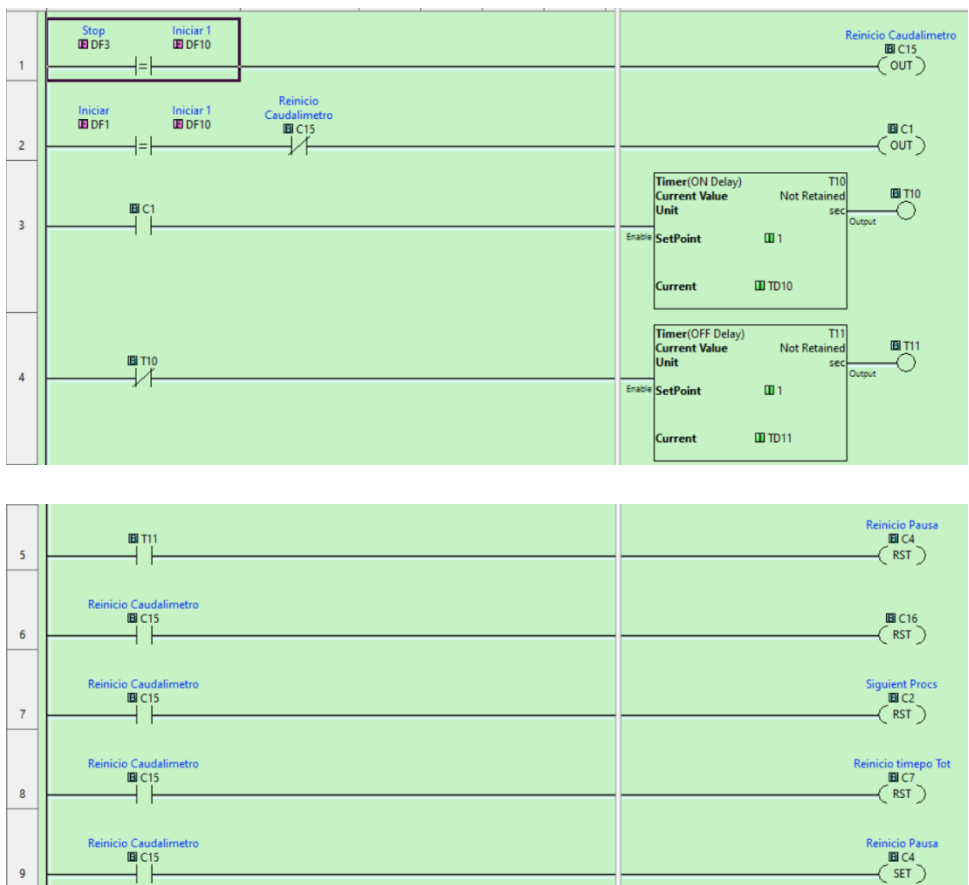 Stop Iniciar 1 Reinicio Caudalimetro
F DF3 F DF10 B C15
1 = OUT
Reinicio
Iniciar Iniciar 1 Caudalimetro
F DF1 F DF10 B C15 B C1
2 = OUT
Timer(ON Delay) T10
B C1 Current Value Not Retained B T10
Unit sec
3 Output
Enable SetPoint I 1
Current I TD10
Timer(OFF Delay) T11
B T10 Current Value Not Retained B T11
Unit sec
4 Output
Enable SetPoint I 1
Current I TD11
Reinicio Pausa
B T11 B C4
5 RST
Reinicio Caudalimetro
B C15 B C16
6 RST
Reinicio Caudalimetro Siguient Procs
B C15 B C2
7 RST
Reinicio Caudalimetro Reinicio timepo Tot
B C15 B C7
8 RST
Reinicio Caudalimetro Reinicio Pausa
B C15 B C4
9 SET